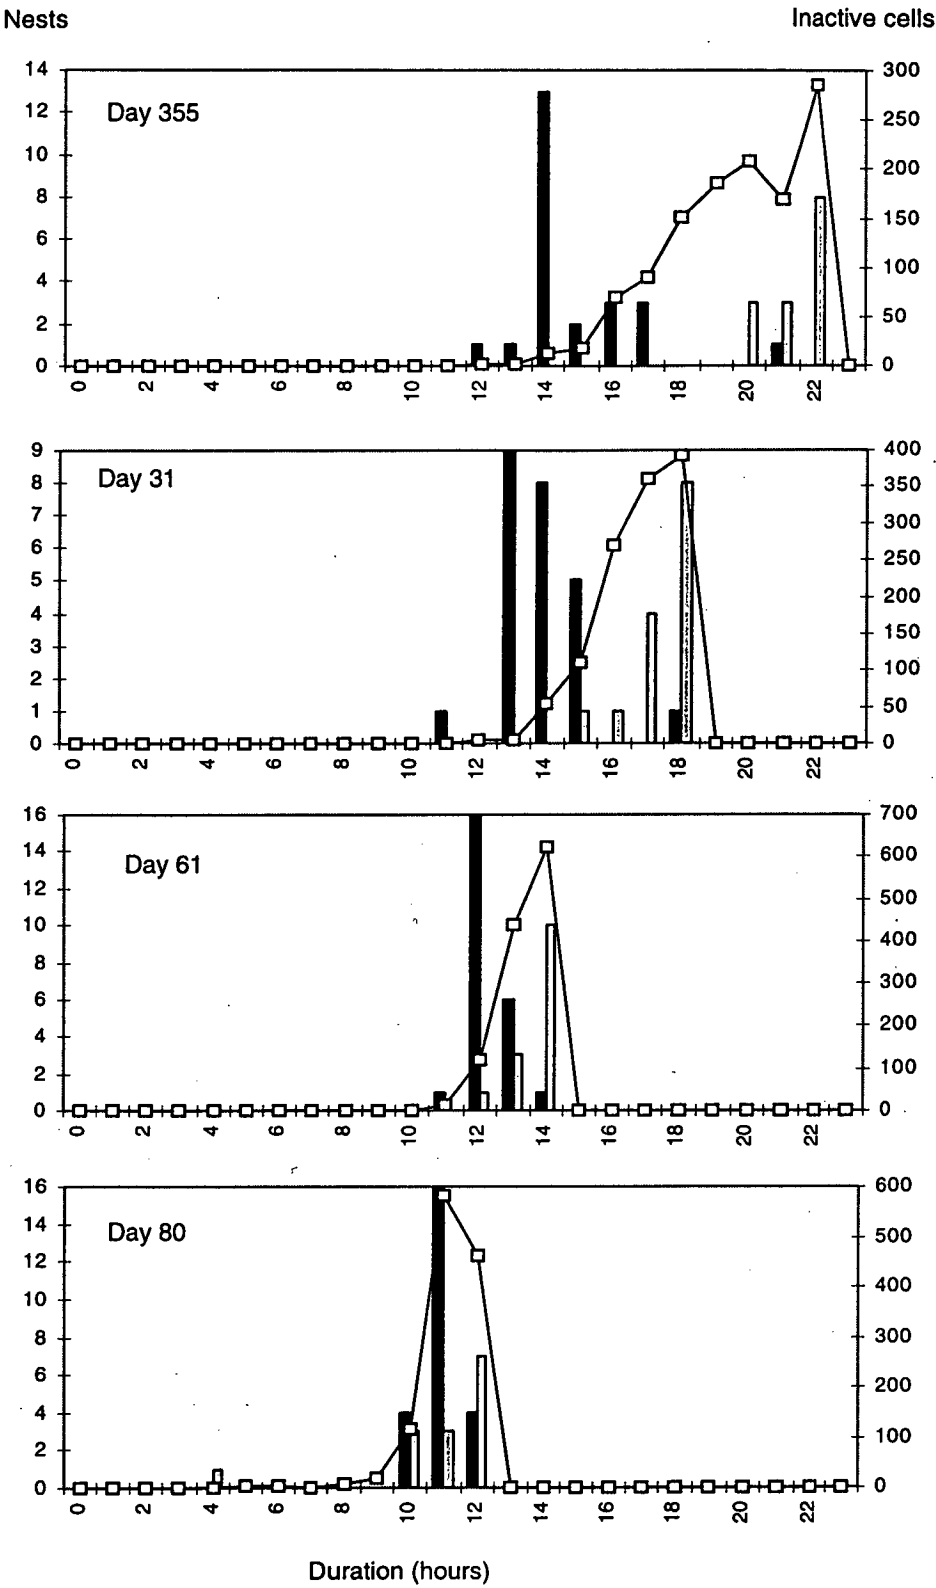 Nests Inactive cells
Day 355
14 12 10 8 6 4 2 0
300 250 200 150 100 50 0
0 2 4 6 8 10 12 14 16 18 20 22
Day 31
9 8 7 6 5 4 3 2 1 0
400 350 300 250 200 150 100 50 0
0 2 4 6 8 10 12 14 16 18 20 22
Day 61
16 14 12 10 8 6 4 2 0
700 600 500 400 300 200 100 0
0 2 4 6 8 10 12 14 16 18 20 22
Day 80
16 14 12 10 8 6 4 2 0
600 500 400 300 200 100 0
0 2 4 6 8 10 12 14 16 18 20 22
Duration (hours)